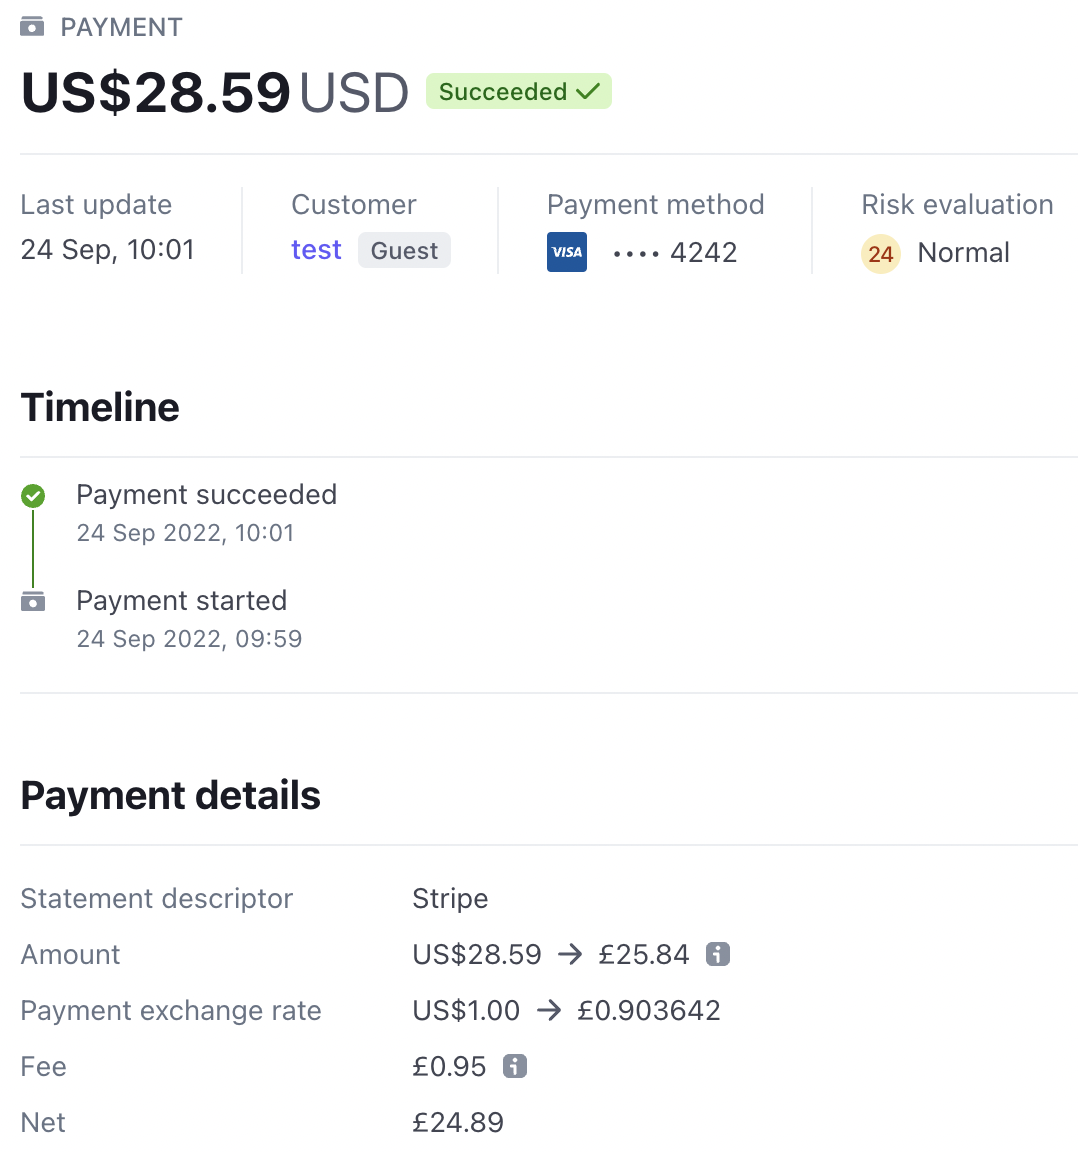 PAYMENT
US$28.59 USD Succeeded
Last update
24 Sep, 10:01
Customer
test Guest
Payment method
VISA •••• 4242
Risk evaluation
24 Normal
Timeline
Payment succeeded
24 Sep 2022, 10:01
Payment started
24 Sep 2022, 09:59
Payment details
Statement descriptor Stripe
Amount US$28.59 → £25.84
Payment exchange rate US$1.00 → £0.903642
Fee £0.95
Net £24.89